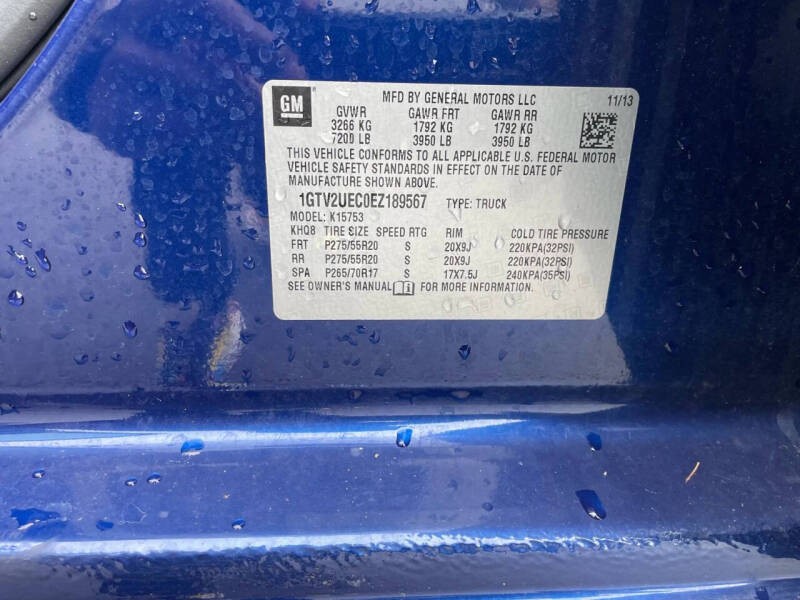 GM
MFD BY GENERAL MOTORS LLC 11/13
GVWR GAWR FRT GAWR RR
3266 KG 1792 KG 1792 KG
7200 LB 3950 LB 3950 LB
THIS VEHICLE CONFORMS TO ALL APPLICABLE U.S. FEDERAL MOTOR
VEHICLE SAFETY STANDARDS IN EFFECT ON THE DATE OF
MANUFACTURE SHOWN ABOVE.
1GTV2UEC0EZ189567 TYPE: TRUCK
MODEL: K15753
KHQ8 TIRE SIZE SPEED RTG RIM COLD TIRE PRESSURE
FRT P275/55R20 S 20X9J 220KPA(32PSI)
RR P275/55R20 S 20X9J 220KPA(32PSI)
SPA P265/70R17 S 17X7.5J 240KPA(35PSI)
SEE OWNER'S MANUAL FOR MORE INFORMATION.